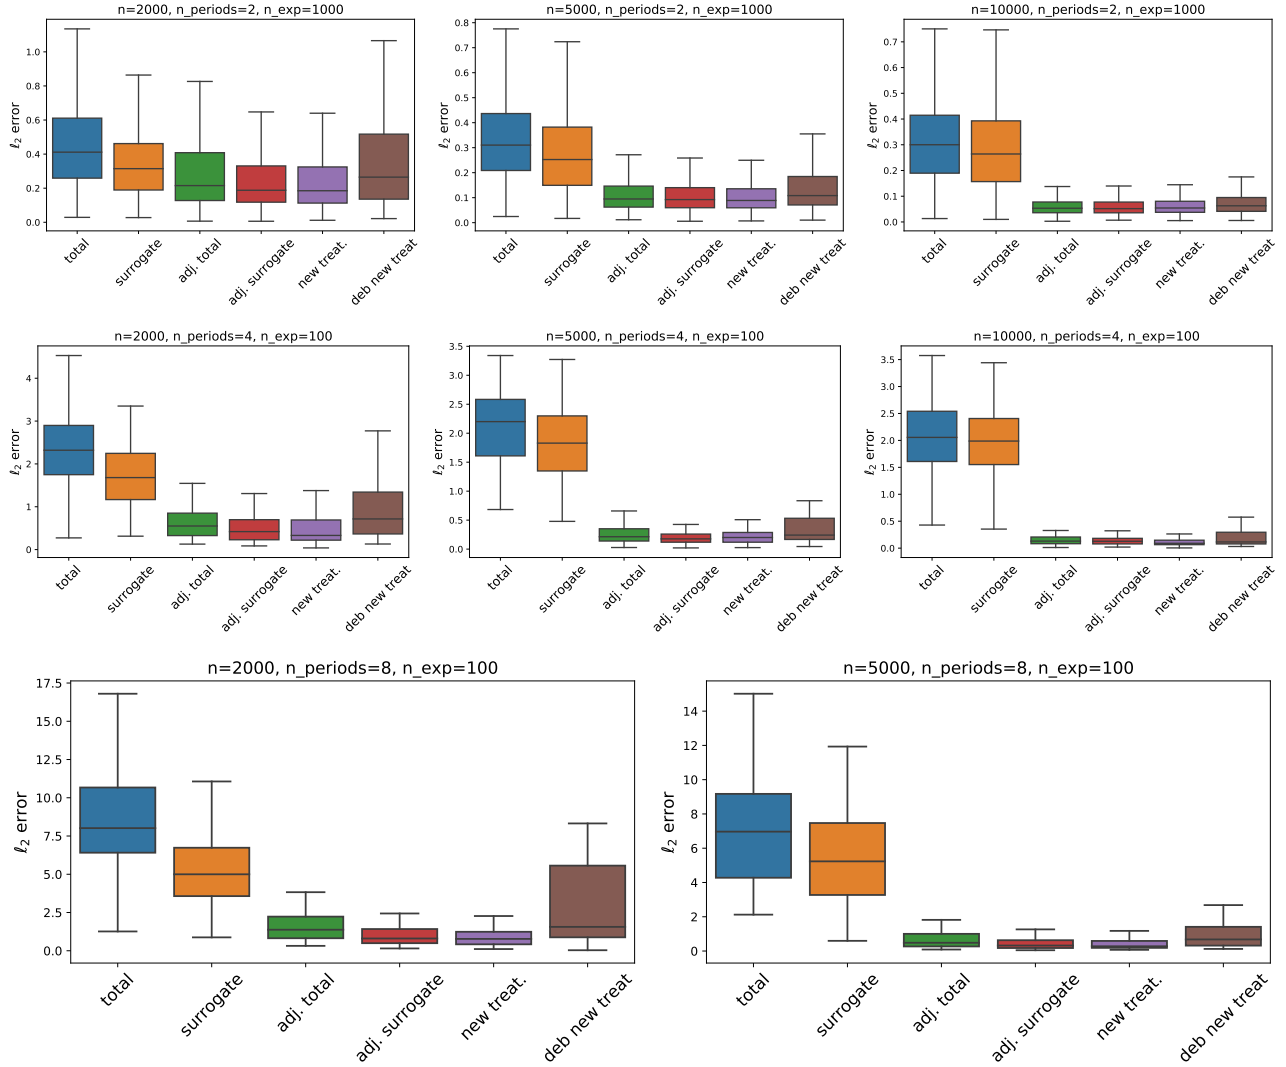 n=2000, n_periods=2, n_exp=1000
ℓ2 error
1.0
0.8
0.6
0.4
0.2
0.0
total
surrogate
adj. total
adj. surrogate
new treat.
deb new treat
n=5000, n_periods=2, n_exp=1000
ℓ2 error
0.8
0.7
0.6
0.5
0.4
0.3
0.2
0.1
0.0
total
surrogate
adj. total
adj. surrogate
new treat.
deb new treat
n=10000, n_periods=2, n_exp=1000
ℓ2 error
0.7
0.6
0.5
0.4
0.3
0.2
0.1
0.0
total
surrogate
adj. total
adj. surrogate
new treat.
deb new treat
n=2000, n_periods=4, n_exp=100
ℓ2 error
4
3
2
1
0
total
surrogate
adj. total
adj. surrogate
new treat.
deb new treat
n=5000, n_periods=4, n_exp=100
ℓ2 error
3.5
3.0
2.5
2.0
1.5
1.0
0.5
0.0
total
surrogate
adj. total
adj. surrogate
new treat.
deb new treat
n=10000, n_periods=4, n_exp=100
ℓ2 error
3.5
3.0
2.5
2.0
1.5
1.0
0.5
0.0
total
surrogate
adj. total
adj. surrogate
new treat.
deb new treat
n=2000, n_periods=8, n_exp=100
ℓ2 error
17.5
15.0
12.5
10.0
7.5
5.0
2.5
0.0
total
surrogate
adj. total
adj. surrogate
new treat.
deb new treat
n=5000, n_periods=8, n_exp=100
ℓ2 error
14
12
10
8
6
4
2
0
total
surrogate
adj. total
adj. surrogate
new treat.
deb new treat